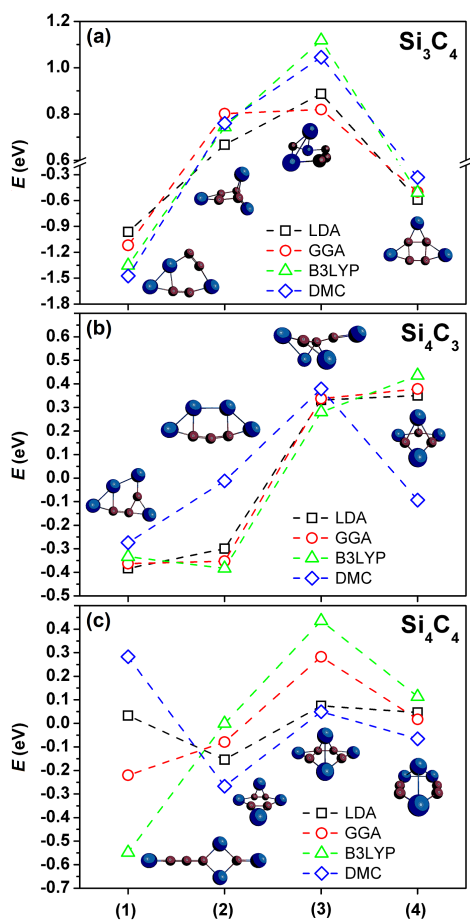 (a)
Si3C4
1.2
1.0
0.8
0.6
-0.3
-0.6
-0.9
-1.2
-1.5
-1.8
E (eV)
LDA
GGA
B3LYP
DMC
(b)
Si4C3
0.6
0.5
0.4
0.3
0.2
0.1
0.0
-0.1
-0.2
-0.3
-0.4
-0.5
E (eV)
LDA
GGA
B3LYP
DMC
(c)
Si4C4
0.4
0.3
0.2
0.1
0.0
-0.1
-0.2
-0.3
-0.4
-0.5
-0.6
-0.7
E (eV)
LDA
GGA
B3LYP
DMC
(1) (2) (3) (4)